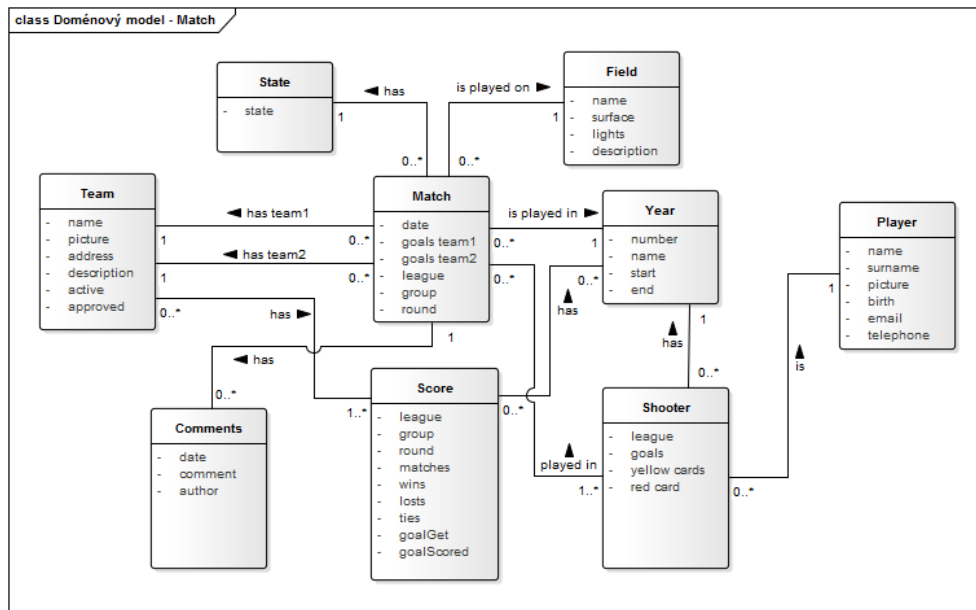 class Doménový model - Match
State
- state
Field
- name
- surface
- lights
- description
has
is played on
1
1
0..*
0..*
Team
- name
- picture
- address
- description
- active
- approved
Match
- date
- goals team1
- goals team2
- league
- group
- round
Year
- number
- name
- start
- end
Player
- name
- surname
- picture
- birth
- email
- telephone
has team1
1
0..*
has team2
1
0..*
is played in
0..*
1
0..*
0..*
has
0..*
has
1
has
0..*
1
has
0..*
1
is
Comments
- date
- comment
- author
Score
- league
- group
- round
- matches
- wins
- losts
- ties
- goalGet
- goalScored
1..*
0..*
played in
1..*
Shooter
- league
- goals
- yellow cards
- red card
0..*